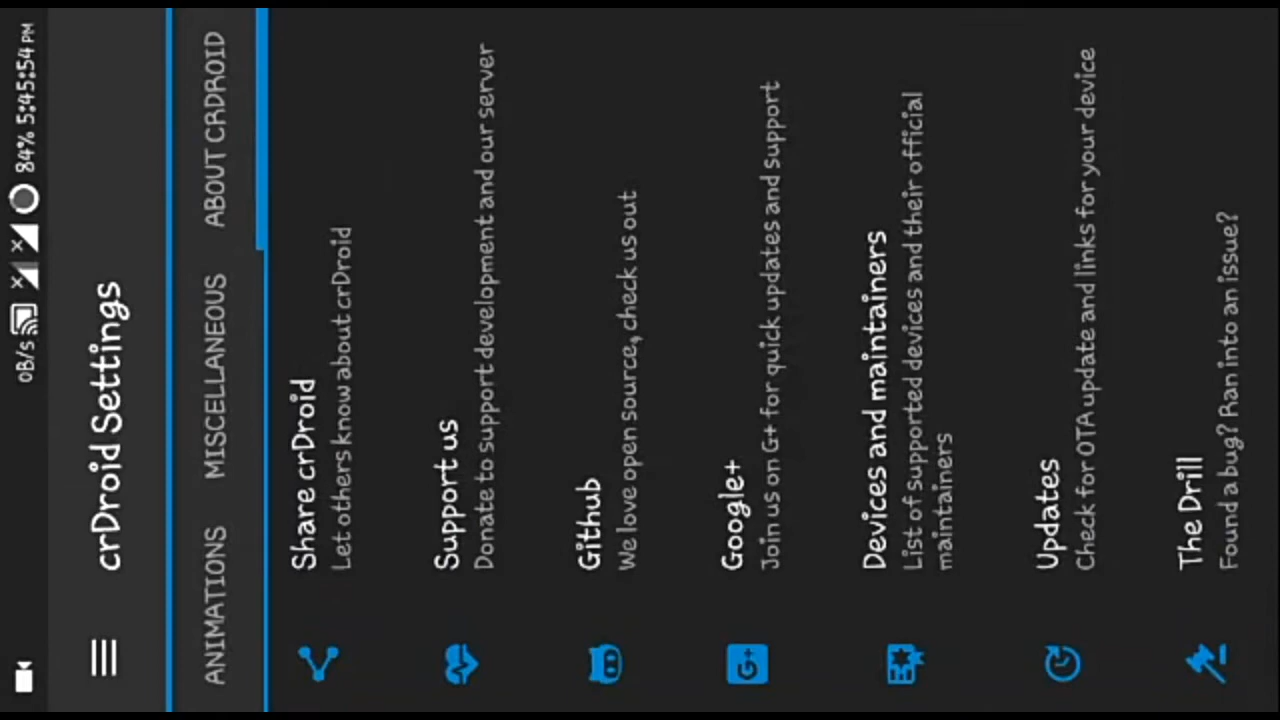 0B/s 84% 5:45:54 PM
crDroid Settings
ANIMATIONS MISCELLANEOUS ABOUT CRDROID
Share crDroid
Let others know about crDroid
Support us
Donate to support development and our server
Github
We love open source, check us out
Google+
Join us on G+ for quick updates and support
Devices and maintainers
List of supported devices and their official
maintainers
Updates
Check for OTA update and links for your device
The Drill
Found a bug? Ran into an issue?